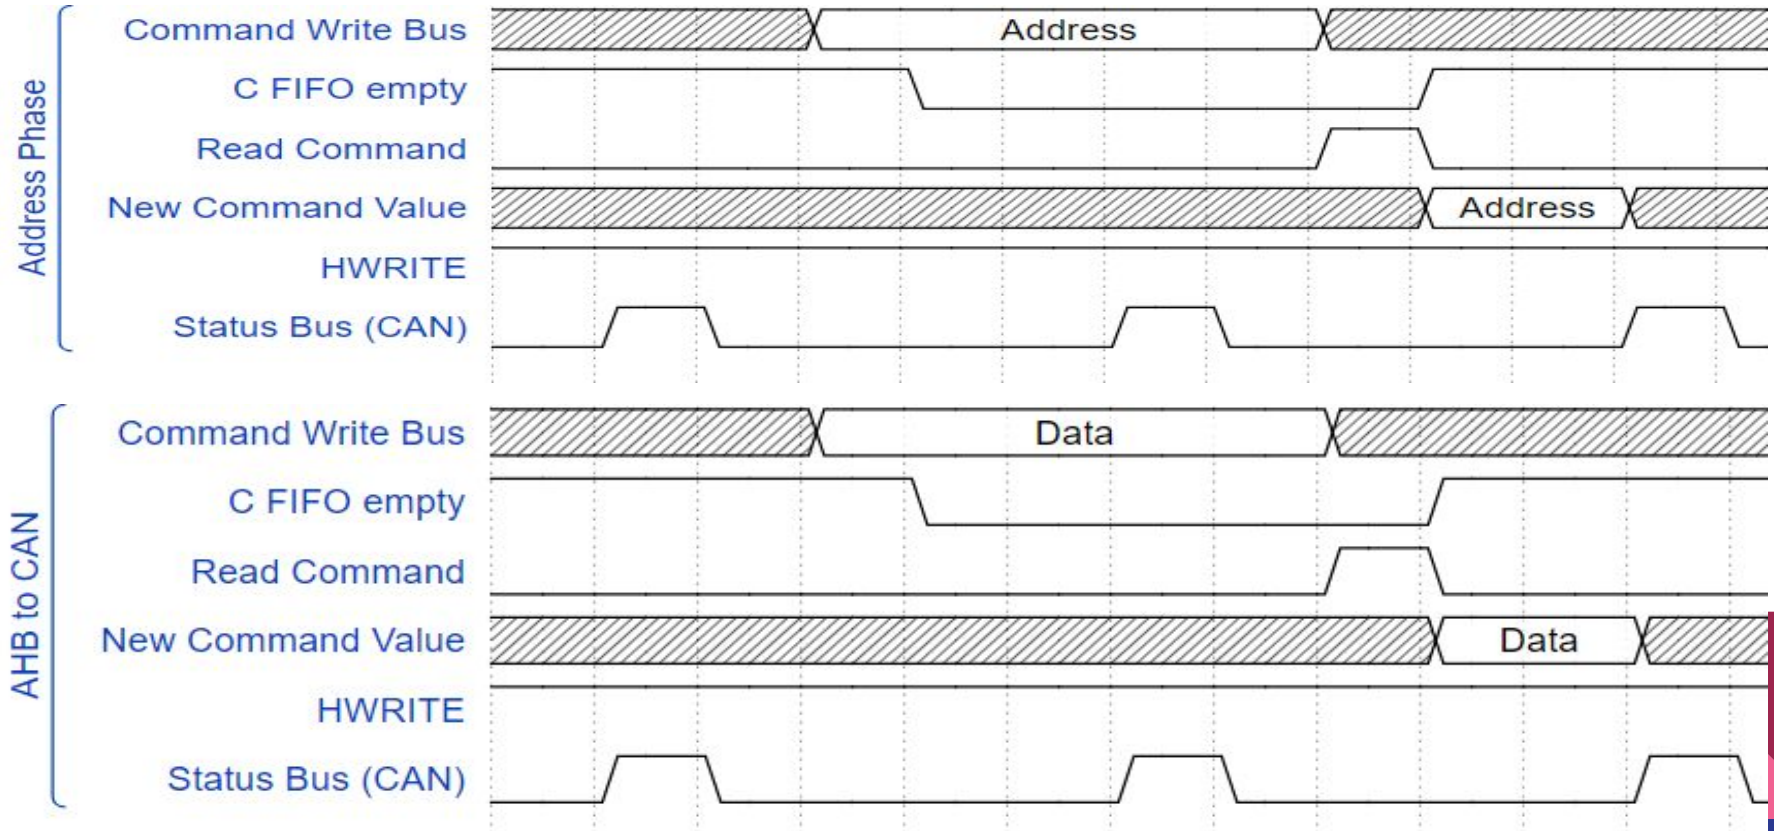 Address Phase
Command Write Bus
Address
C FIFO empty
Read Command
New Command Value
Address
HWRITE
Status Bus (CAN)
AHB to CAN
Command Write Bus
Data
C FIFO empty
Read Command
New Command Value
Data
HWRITE
Status Bus (CAN)